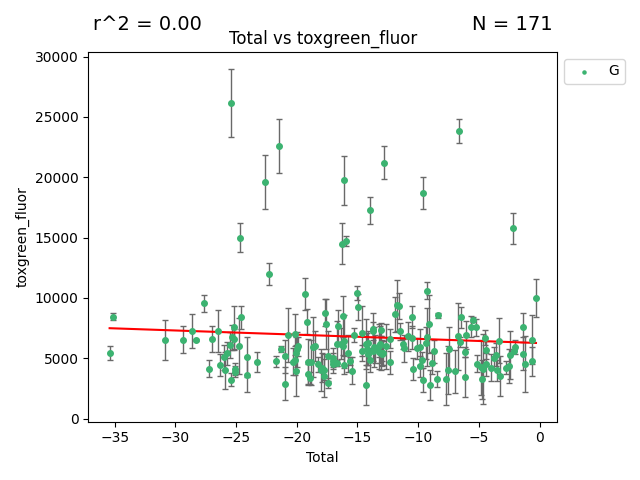 r^2 = 0.00
N = 171
Total vs toxgreen_fluor
G
30000
25000
20000
15000
10000
5000
0
toxgreen_fluor
−35 −30 −25 −20 −15 −10 −5 0
Total